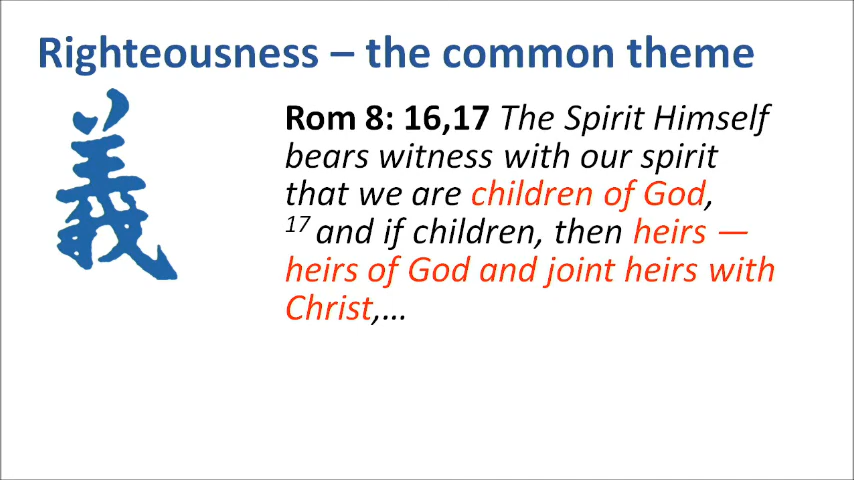 Righteousness – the common theme
義
Rom 8: 16,17 The Spirit Himself
bears witness with our spirit
that we are children of God,
17 and if children, then heirs —
heirs of God and joint heirs with
Christ,...